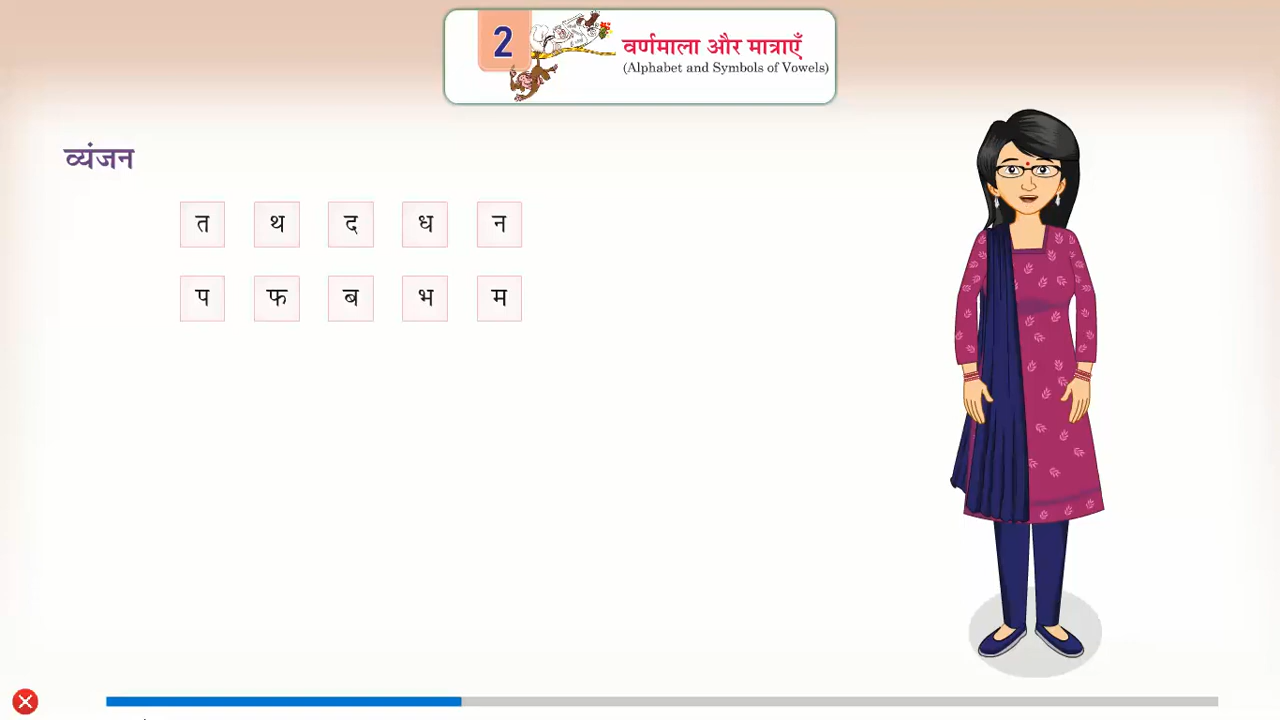 2
वर्णमाला और मात्राएँ
(Alphabet and Symbols of Vowels)
व्यंजन
त थ द ध न
प फ ब भ म